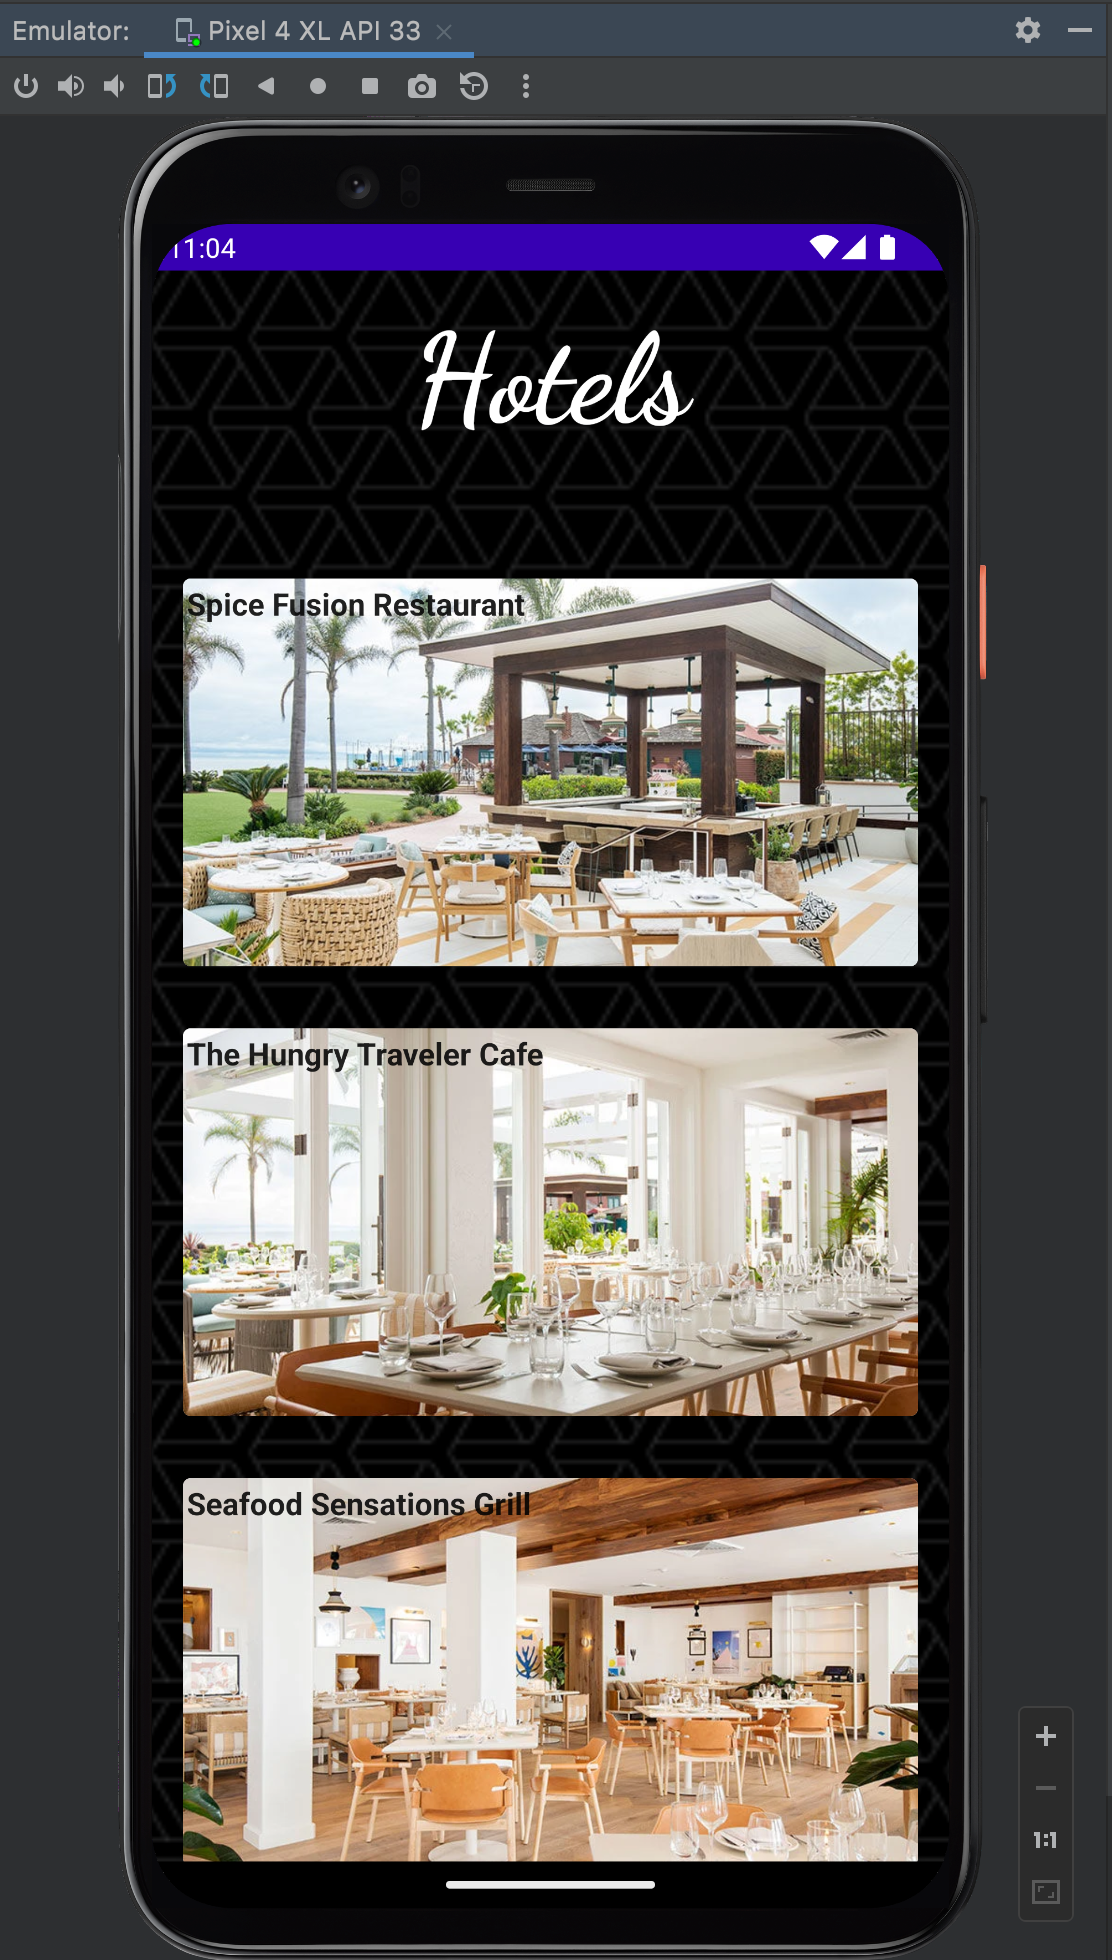 Emulator: Pixel 4 XL API 33
11:04
Hotels
Spice Fusion Restaurant
The Hungry Traveler Cafe
Seafood Sensations Grill
1:1